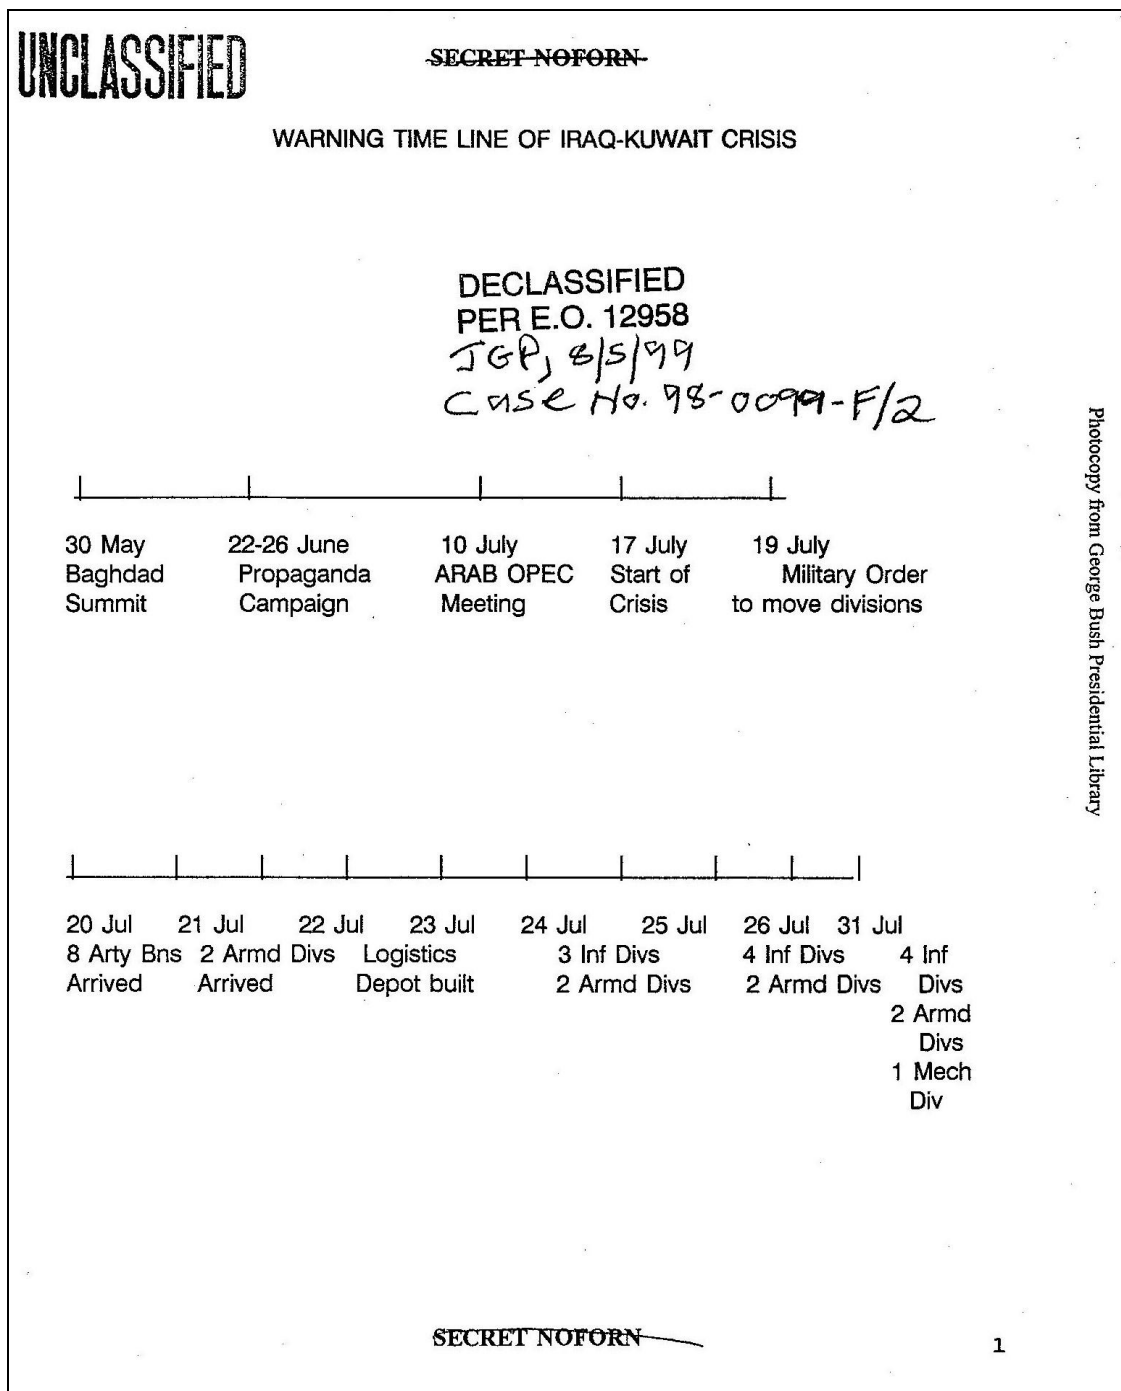 UNCLASSIFIED
SECRET NOFORN
WARNING TIME LINE OF IRAQ-KUWAIT CRISIS
DECLASSIFIED
PER E.O. 12958
JGP, 8/5/99
Case No. 98-0099-F/2
30 May 22-26 June 10 July 17 July 19 July
Baghdad Propaganda ARAB OPEC Start of Military Order
Summit Campaign Meeting Crisis to move divisions
20 Jul 21 Jul 22 Jul 23 Jul 24 Jul 25 Jul 26 Jul 31 Jul
8 Arty Bns 2 Armd Divs Logistics 3 Inf Divs 4 Inf Divs 4 Inf
Arrived Arrived Depot built 2 Armd Divs 2 Armd Divs Divs
2 Armd
Divs
1 Mech
Div
Photocopy from George Bush Presidential Library
SECRET NOFORN
1